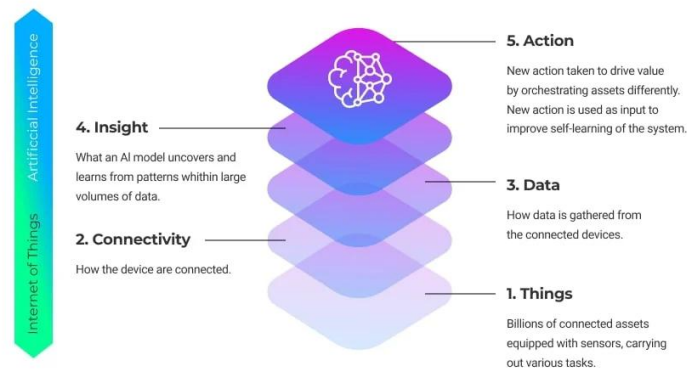 Artificcial Intelligence
Internet of Things
5. Action
New action taken to drive value
by orchestrating assets differently.
New action is used as input to
improve self-learning of the system.
4. Insight
What an AI model uncovers and
learns from patterns whithin large
volumes of data.
3. Data
How data is gathered from
the connected devices.
2. Connectivity
How the device are connected.
1. Things
Billions of connected assets
equipped with sensors, carrying
out various tasks.